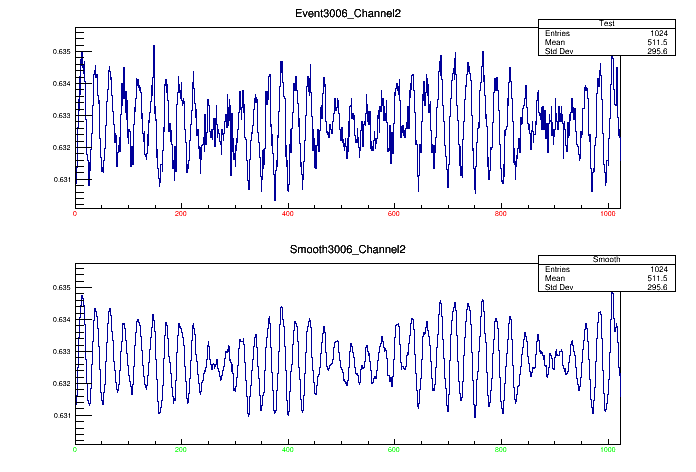 Event3006_Channel2
Test
Entries 1024
Mean 511.5
Std Dev 295.6
0.635
0.634
0.633
0.632
0.631
0 200 400 600 800 1000
Smooth3006_Channel2
Smooth
Entries 1024
Mean 511.5
Std Dev 295.6
0.635
0.634
0.633
0.632
0.631
0 200 400 600 800 1000